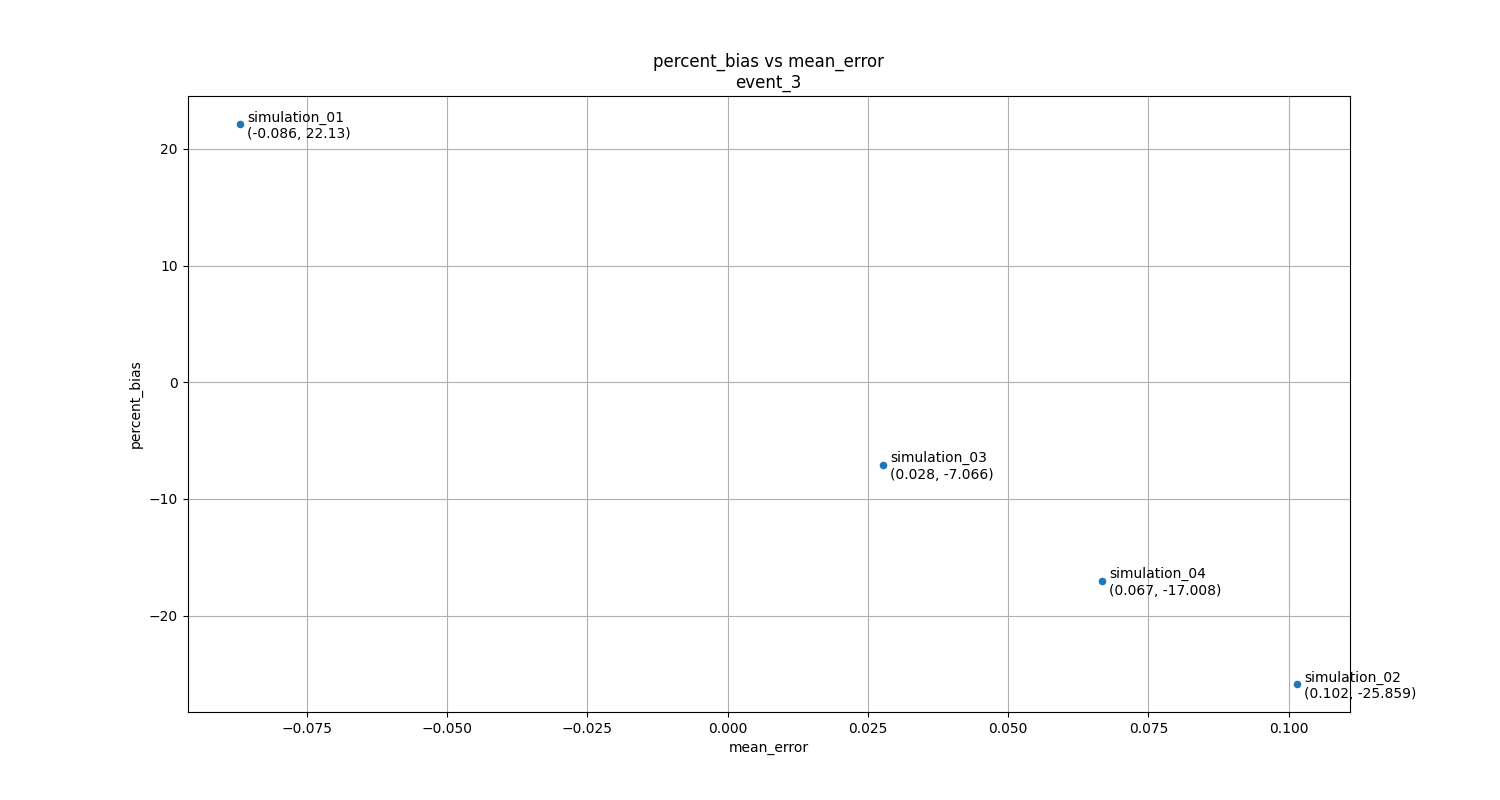 percent_bias vs mean_error
event_3
simulation_01
(-0.086, 22.13)
20
10
0
percent_bias
simulation_03
(0.028, -7.066)
−10
simulation_04
(0.067, -17.008)
−20
simulation_02
(0.102, -25.859)
−0.075 −0.050 −0.025 0.000 0.025 0.050 0.075 0.100
mean_error